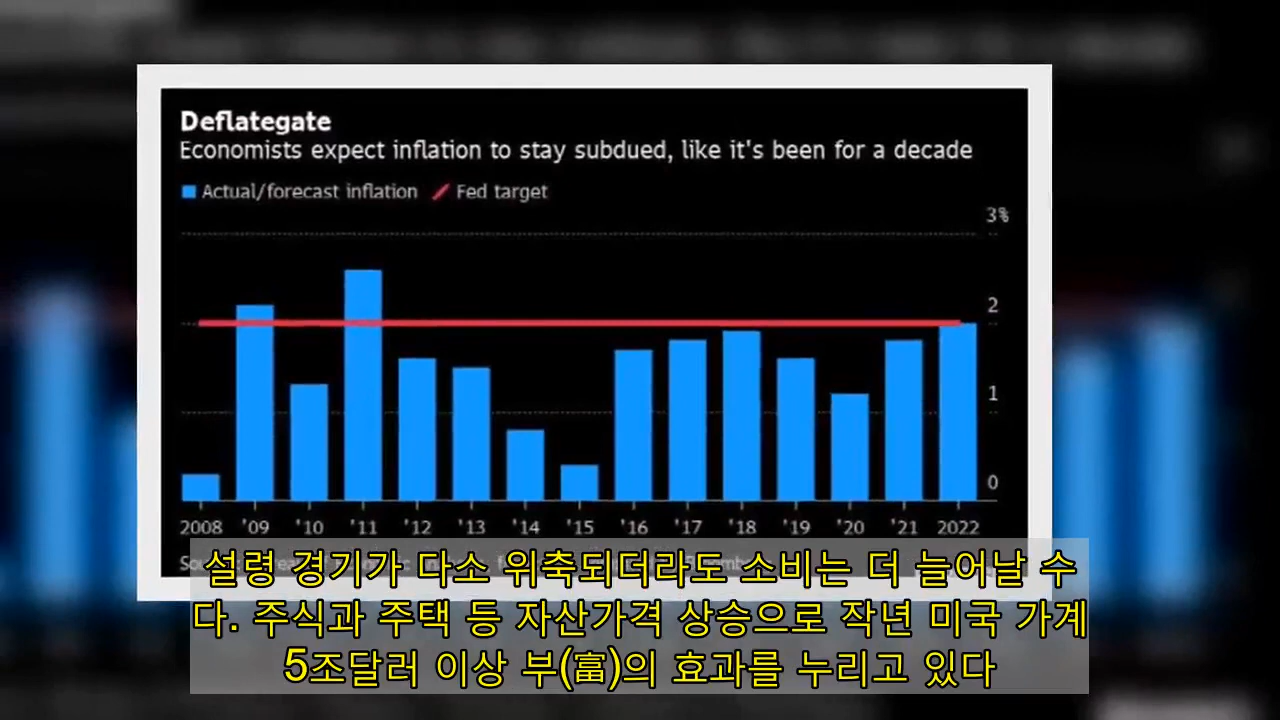 Deflategate
Economists expect inflation to stay subdued, like it's been for a decade
Actual/forecast inflation Fed target
3%
2
1
0
2008 '09 '10 '11 '12 '13 '14 '15 '16 '17 '18 '19 '20 '21 2022
설령 경기가 다소 위축되더라도 소비는 더 늘어날 수
다. 주식과 주택 등 자산가격 상승으로 작년 미국 가계
5조달러 이상 부(富)의 효과를 누리고 있다